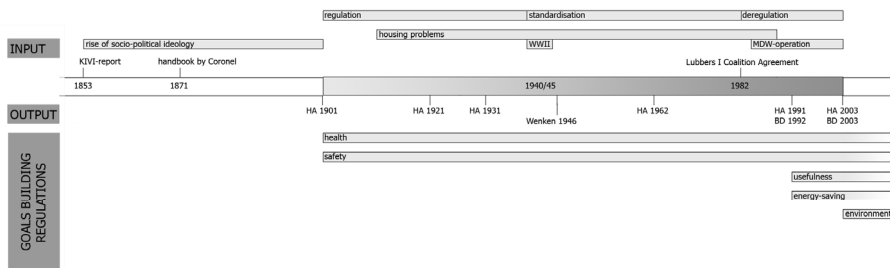 regulation standardisation deregulation
housing problems
INPUT rise of socio-political ideology WWII MDW-operation
KIVI-report handbook by Coronel Lubbers I Coalition Agreement
1853 1871 1940/45 1982
OUTPUT HA 1901 HA 1921 HA 1931 HA 1962 HA 1991 HA 2003
Wenken 1946 BD 1992 BD 2003
GOALS BUILDING
REGULATIONS
health
safety
usefulness
energy-saving
environment